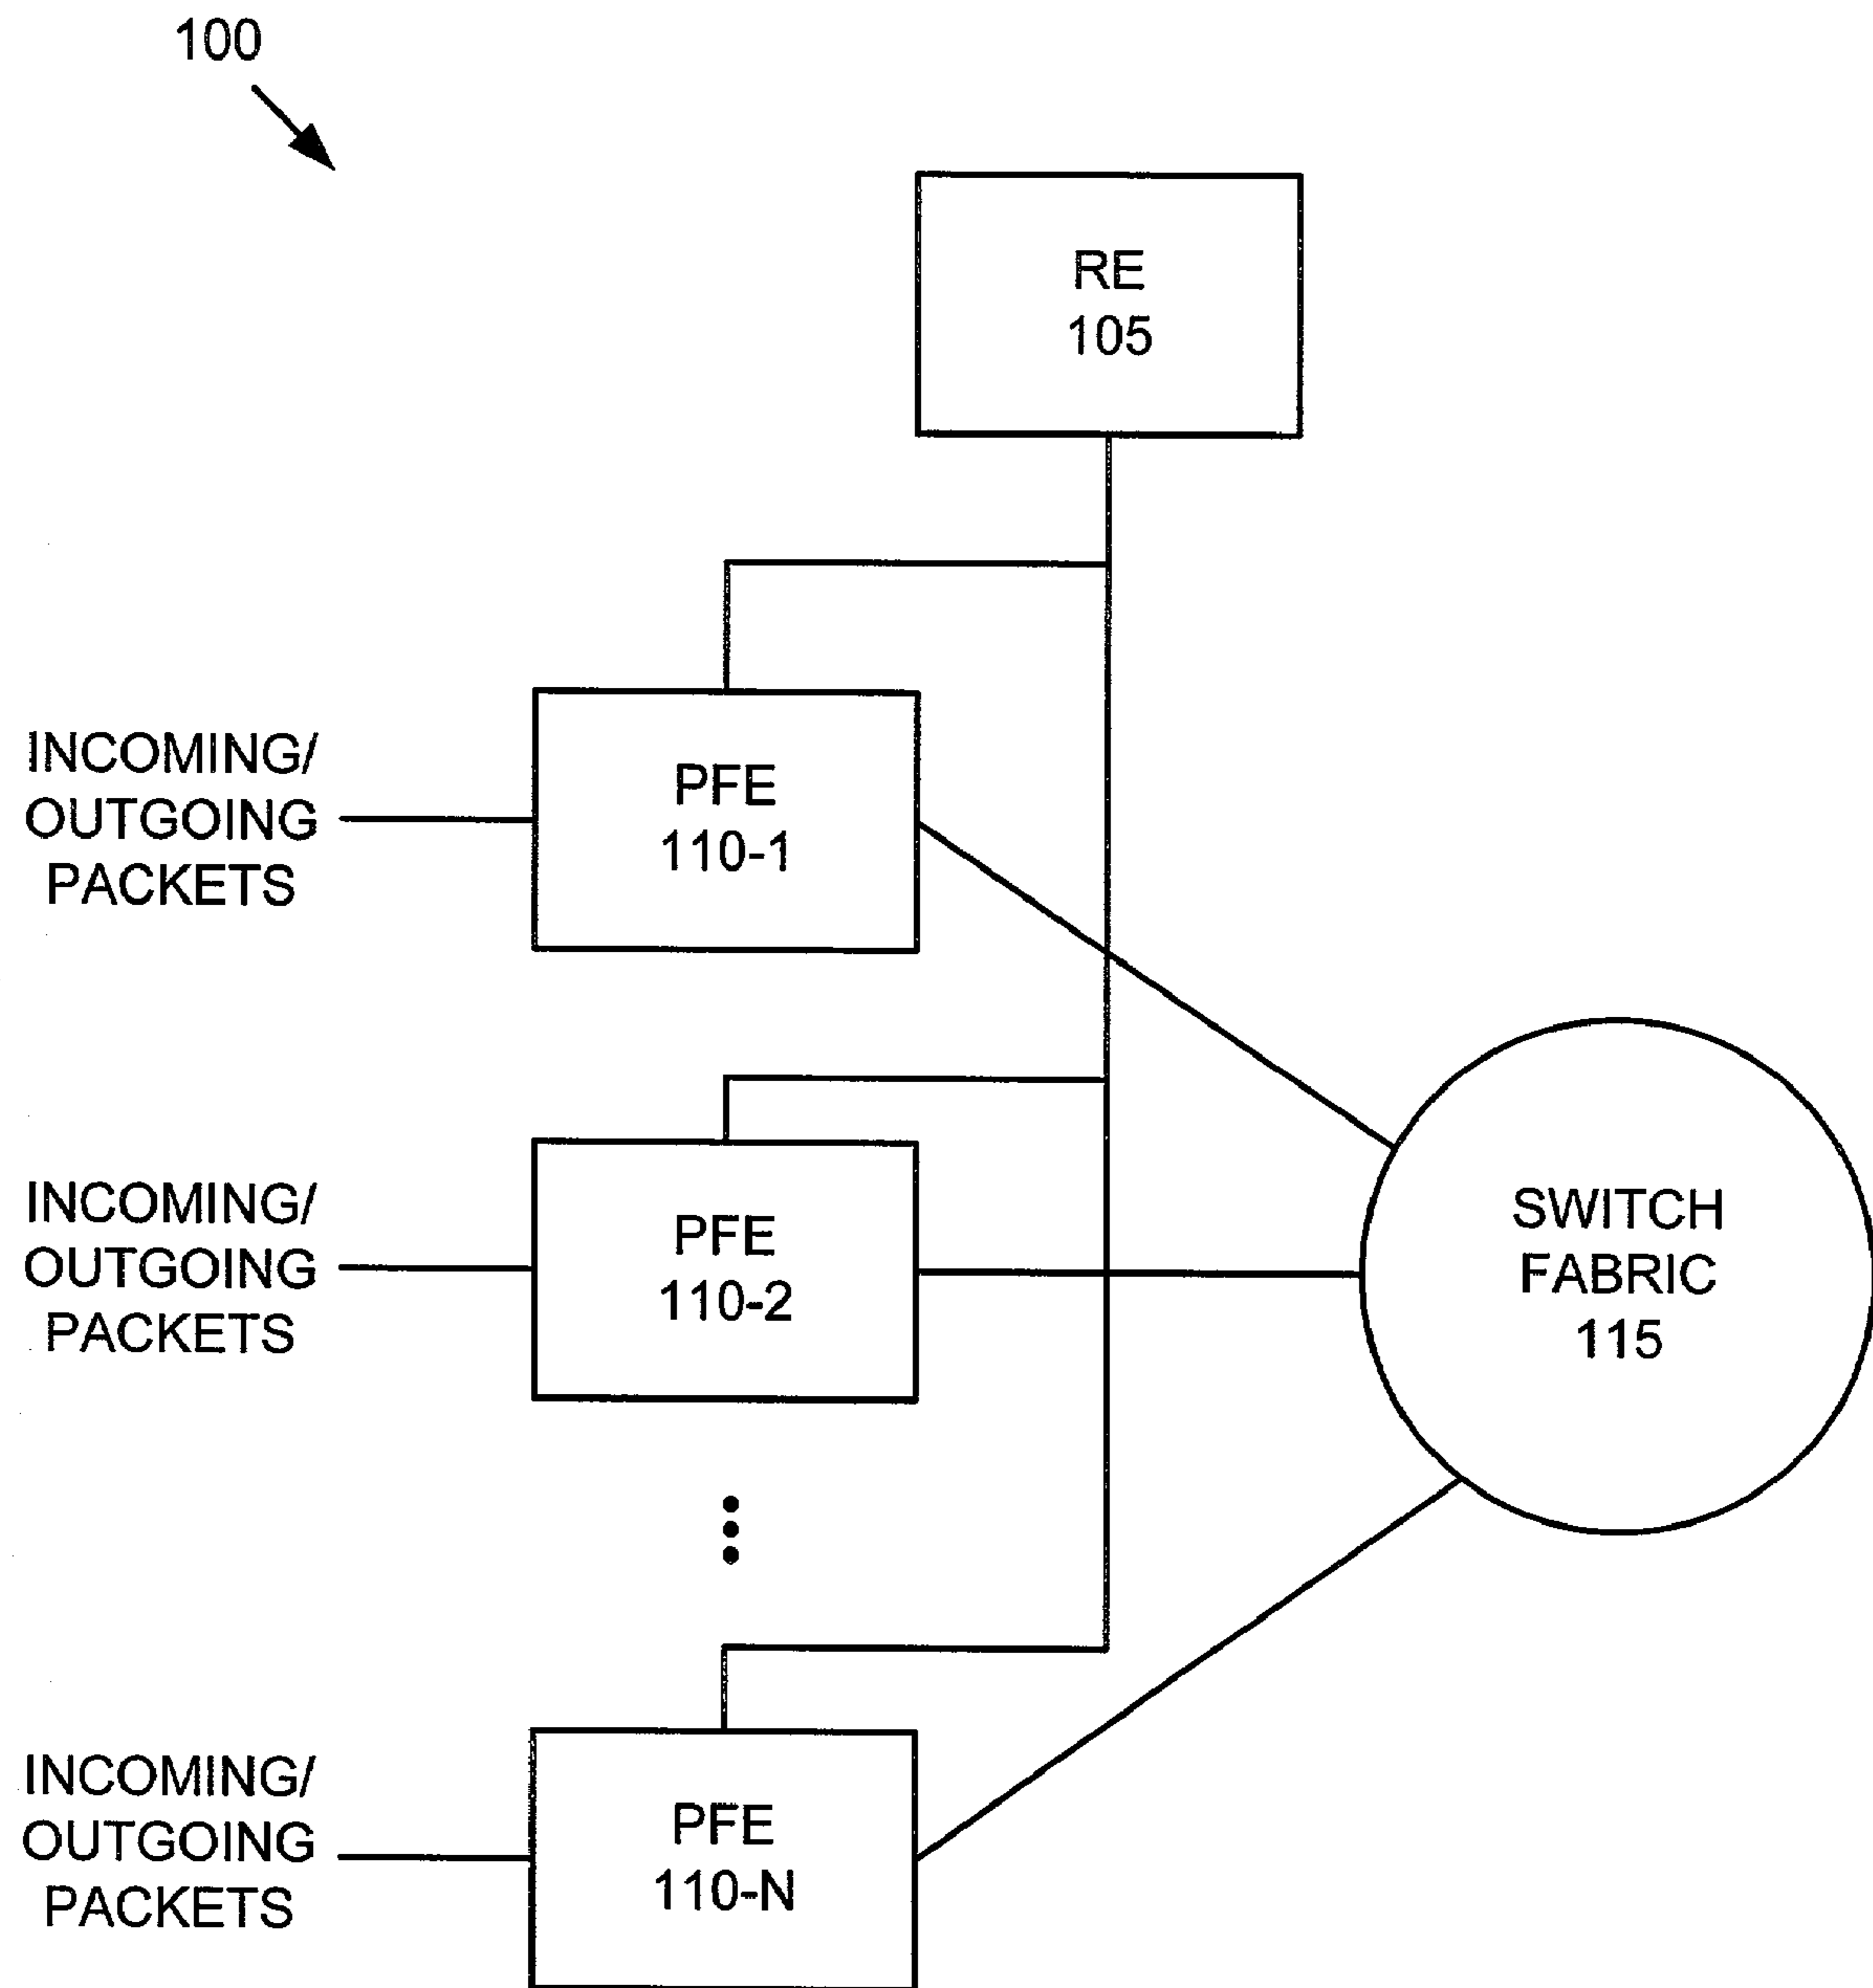 100
RE
105
INCOMING/
OUTGOING
PACKETS
PFE
110-1
INCOMING/
OUTGOING
PACKETS
PFE
110-2
SWITCH
FABRIC
115
INCOMING/
OUTGOING
PACKETS
PFE
110-N